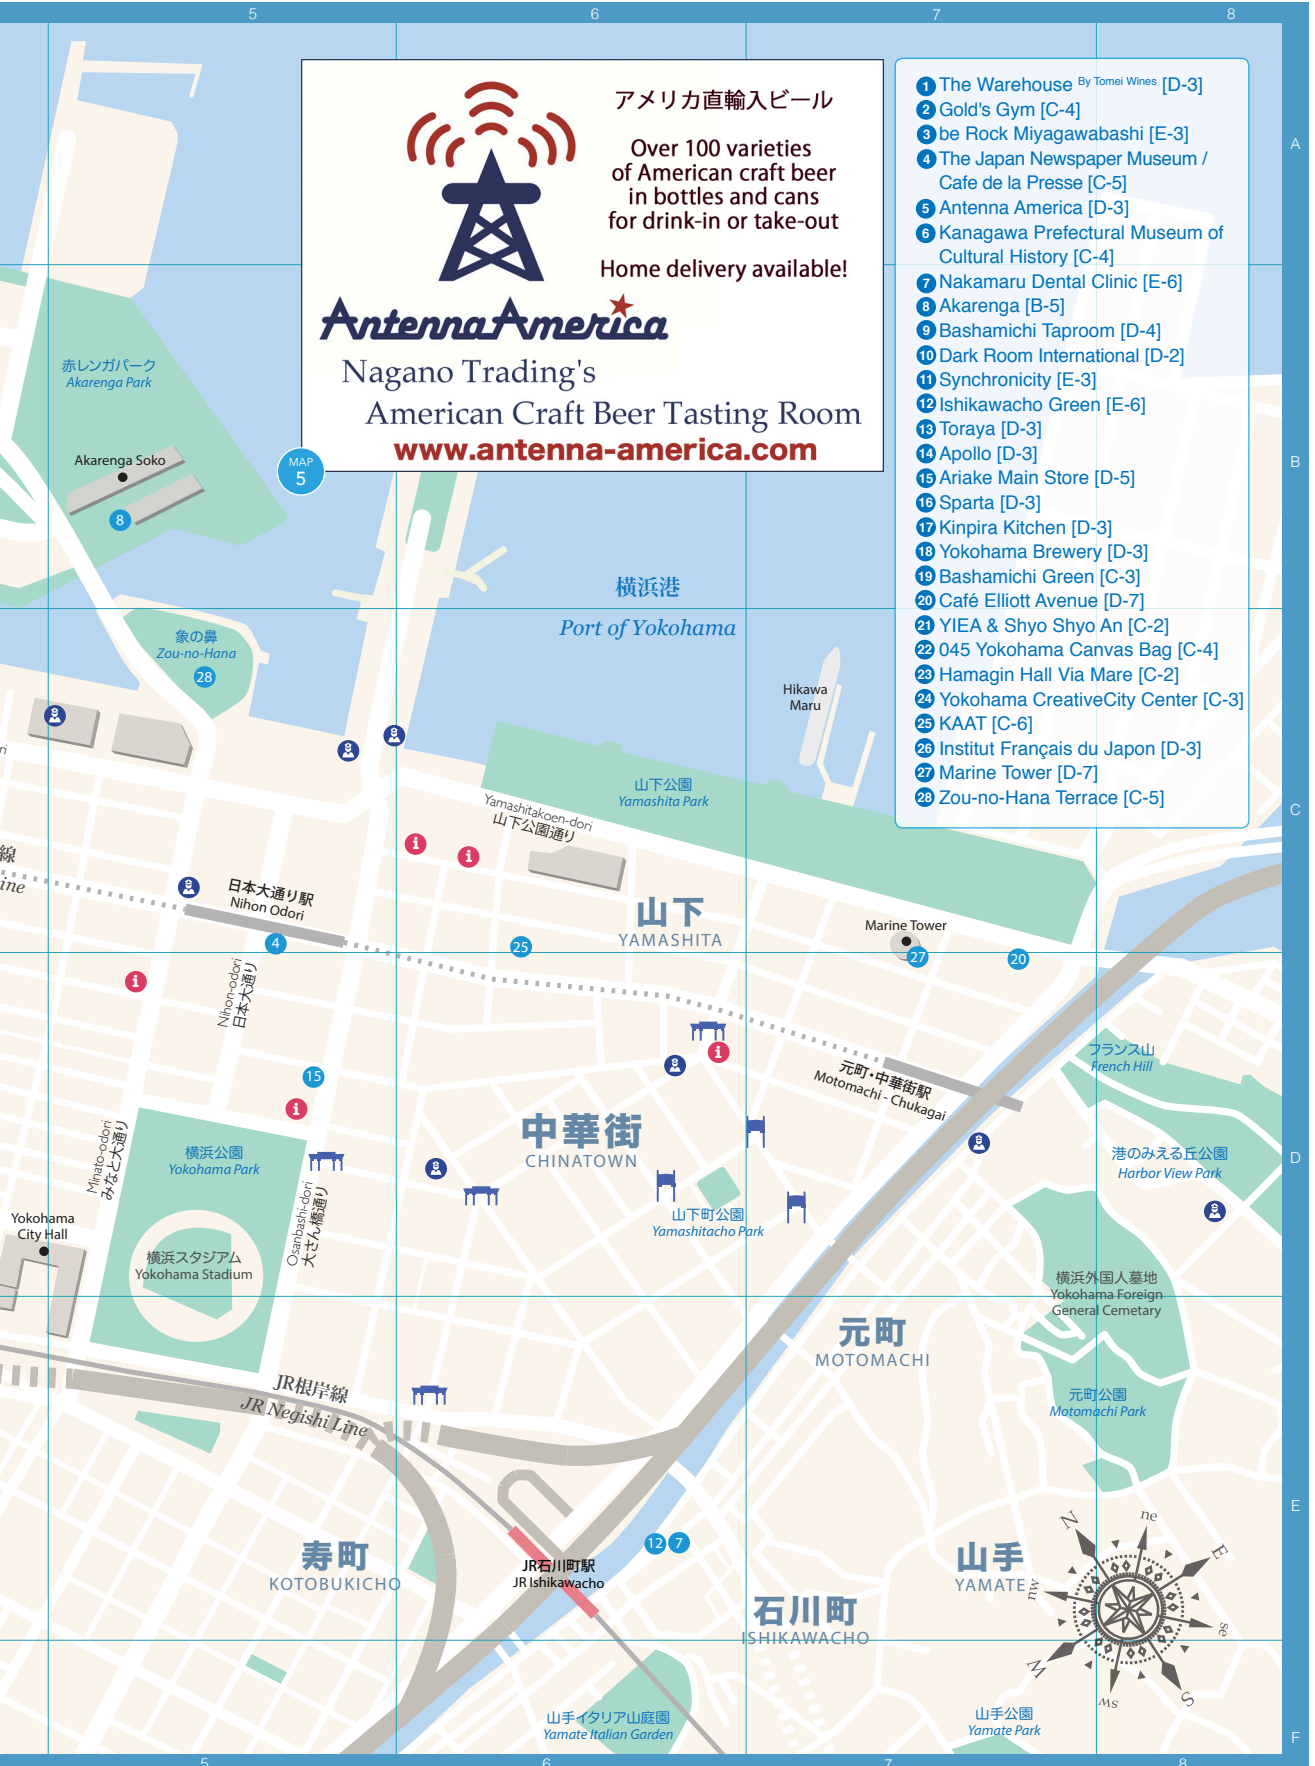 5
6
7
8
アメリカ直輸入ビール
Over 100 varieties
of American craft beer
in bottles and cans
for drink-in or take-out
Home delivery available!
Antenna America
Nagano Trading's
American Craft Beer Tasting Room
www.antenna-america.com
1 The Warehouse By Tomei Wines [D-3]
2 Gold's Gym [C-4]
3 be Rock Miyagawabashi [E-3]
4 The Japan Newspaper Museum /
Cafe de la Presse [C-5]
5 Antenna America [D-3]
6 Kanagawa Prefectural Museum of
Cultural History [C-4]
7 Nakamaru Dental Clinic [E-6]
8 Akarenga [B-5]
9 Bashamichi Taproom [D-4]
10 Dark Room International [D-2]
11 Synchronicity [E-3]
12 Ishikawacho Green [E-6]
13 Toraya [D-3]
14 Apollo [D-3]
15 Ariake Main Store [D-5]
16 Sparta [D-3]
17 Kinpira Kitchen [D-3]
18 Yokohama Brewery [D-3]
19 Bashamichi Green [C-3]
20 Café Elliott Avenue [D-7]
21 YIEA & Shyo Shyo An [C-2]
22 045 Yokohama Canvas Bag [C-4]
23 Hamagin Hall Via Mare [C-2]
24 Yokohama CreativeCity Center [C-3]
25 KAAT [C-6]
26 Institut Français du Japon [D-3]
27 Marine Tower [D-7]
28 Zou-no-Hana Terrace [C-5]
A
B
C
D
E
F
赤レンガパーク
Akarenga Park
Akarenga Soko
8
MAP
5
横浜港
Port of Yokohama
象の鼻
Zou-no-Hana
28
Hikawa
Maru
ri
山下公園
Yamashita Park
Yamashitakoen-dori
山下公園通り
線
ine
日本大通り駅
Nihon Odori
4
25
山下
YAMASHITA
Marine Tower
27
20
Nihon-odori
日本大通り
15
元町・中華街駅
Motomachi - Chukagai
フランス山
French Hill
中華街
CHINATOWN
横浜公園
Yokohama Park
Minato-odori
みなと大通り
港のみえる丘公園
Harbor View Park
山下町公園
Yamashitacho Park
Osanbashi-dori
大さん橋通り
Yokohama
City Hall
横浜スタジアム
Yokohama Stadium
横浜外国人墓地
Yokohama Foreign
General Cemetary
元町
MOTOMACHI
JR根岸線
JR Negishi Line
元町公園
Motomachi Park
12
7
寿町
KOTOBUKICHO
JR石川町駅
JR Ishikawacho
山手
YAMATE
石川町
ISHIKAWACHO
N
ne
E
se
S
sw
W
nw
山手イタリア山庭園
Yamate Italian Garden
山手公園
Yamate Park
5
6
7
8